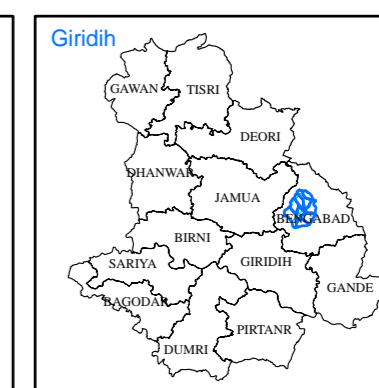 Giridih
GAWAN
TISRI
DEORI
DHANWAR
JAMUA
BENGABAD
BIRNI
SARIYA
GIRIDIH
GANDE
BAGODAR
PIRTANR
DUMRI